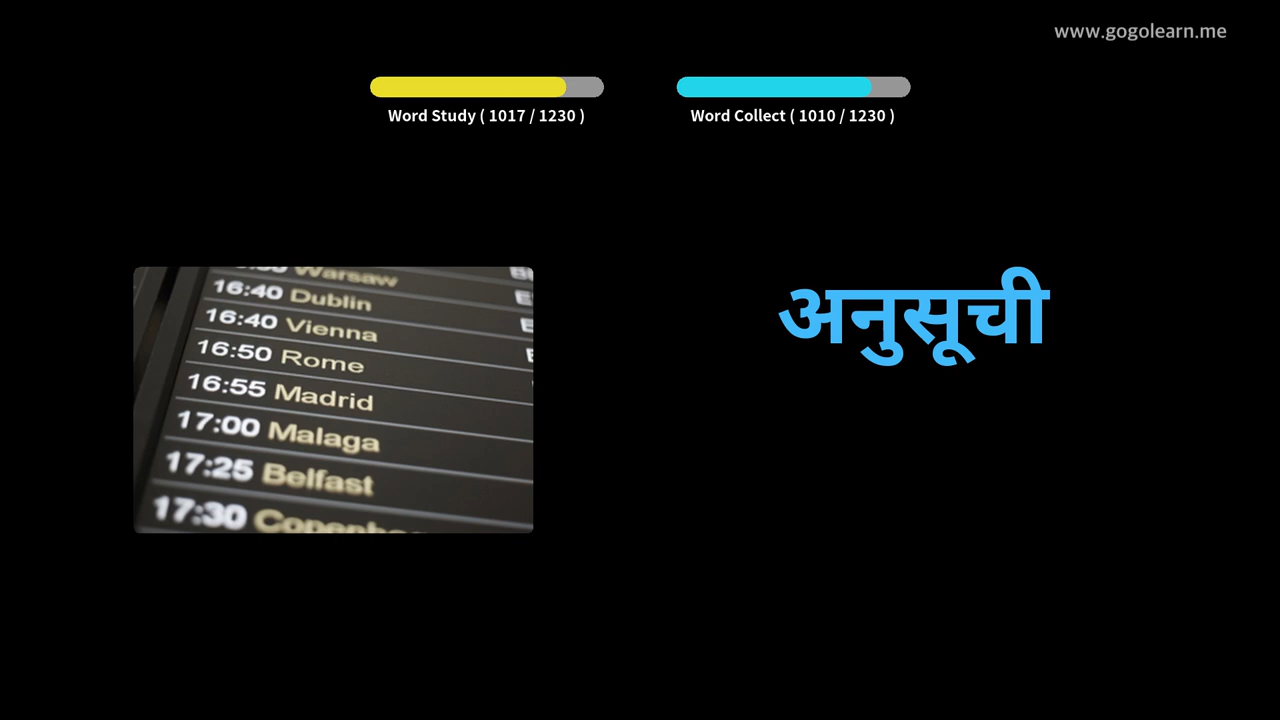 www.gogolearn.me
Word Study ( 1017 / 1230 )
Word Collect ( 1010 / 1230 )
अनुसूची
Warsaw
16:40 Dublin
16:40 Vienna
16:50 Rome
16:55 Madrid
17:00 Malaga
17:25 Belfast
17:30